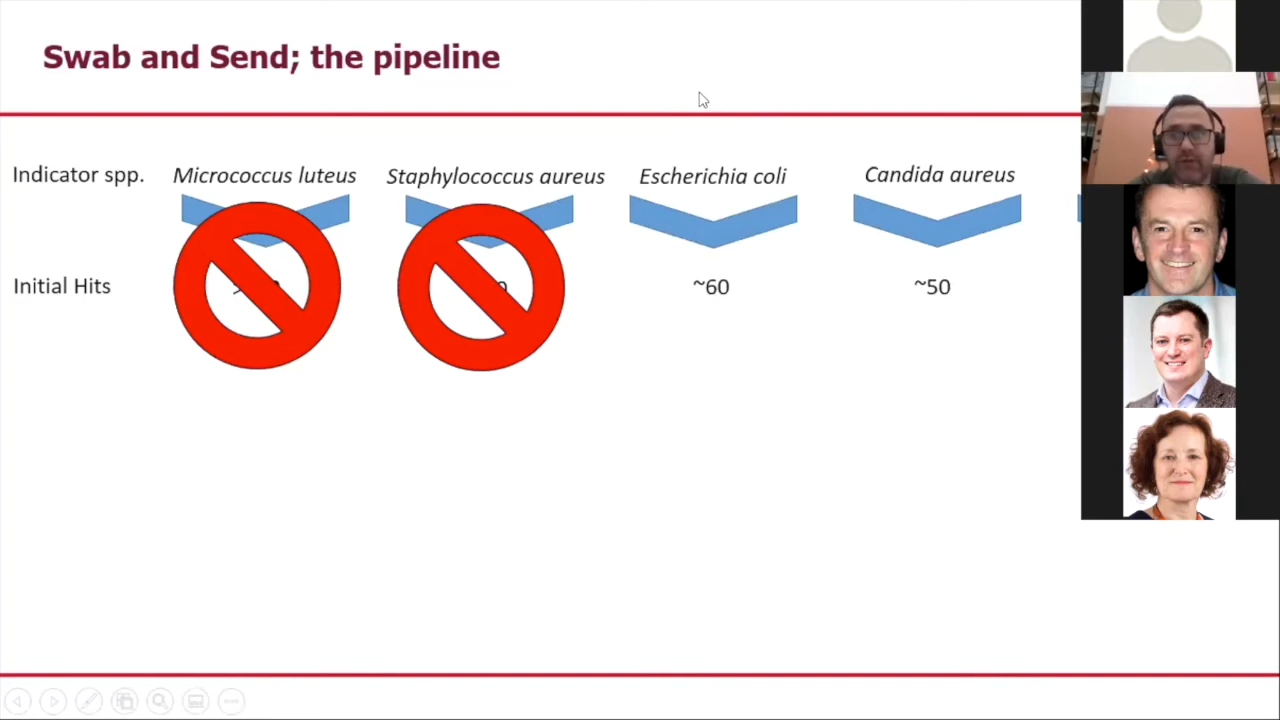 Swab and Send; the pipeline
Indicator spp. Micrococcus luteus Staphylococcus aureus Escherichia coli Candida aureus
Initial Hits ~60 ~50